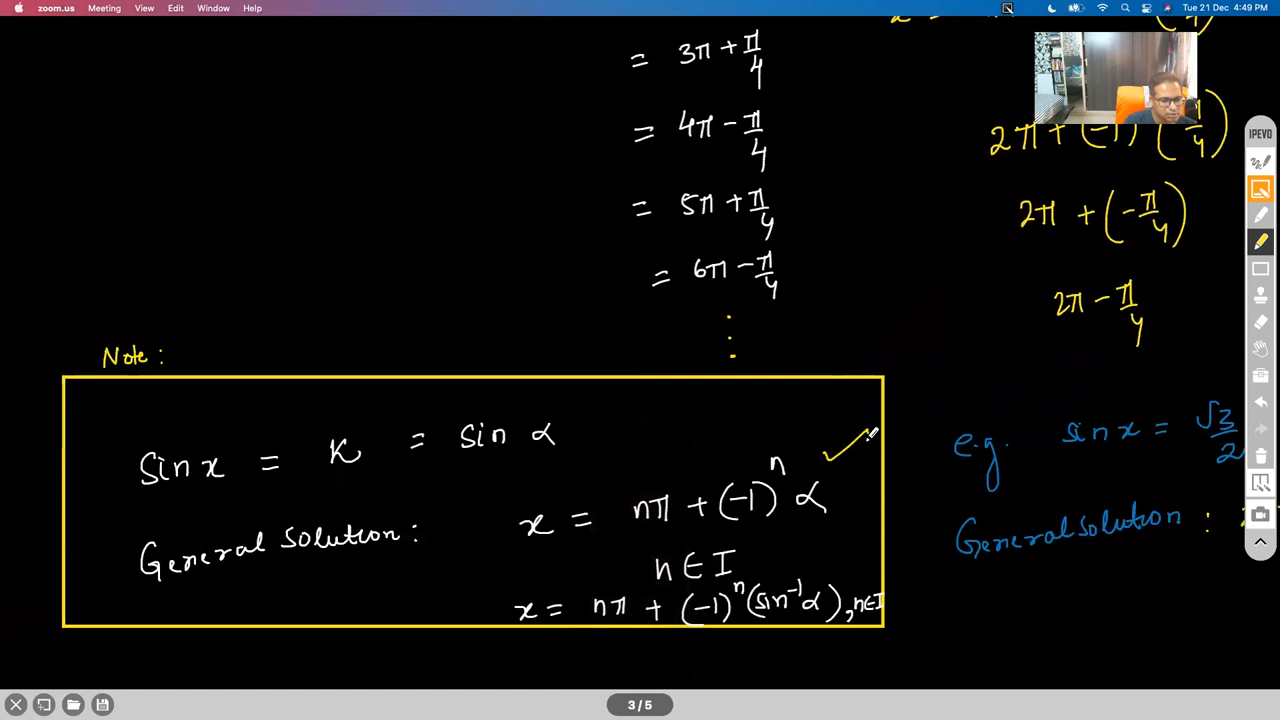 zoom.us Meeting View Edit Window Help
Tue 21 Dec 4:49 PM
= 3π + π/4
= 4π - π/4
= 5π + π/4
= 6π - π/4
⋮
2π + (-1) (π/4)
2π + (-π/4)
2π - π/4
IPEVO
Note:
Sin x = K = sin α
General Solution:
x = nπ + (-1)ⁿ α
n ∈ I
x = nπ + (-1)ⁿ (sin⁻¹ α), n∈I
e.g. sin x = √3/2
General Solution :
3/5